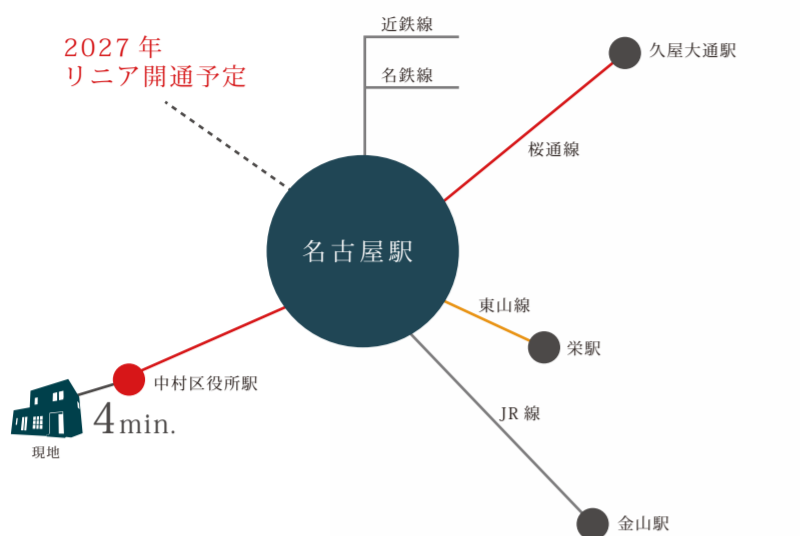 2027 年
リニア開通予定
近鉄線
名鉄線
久屋大通駅
桜通線
名古屋駅
東山線
栄駅
中村区役所駅
4min.
現地
JR 線
金山駅